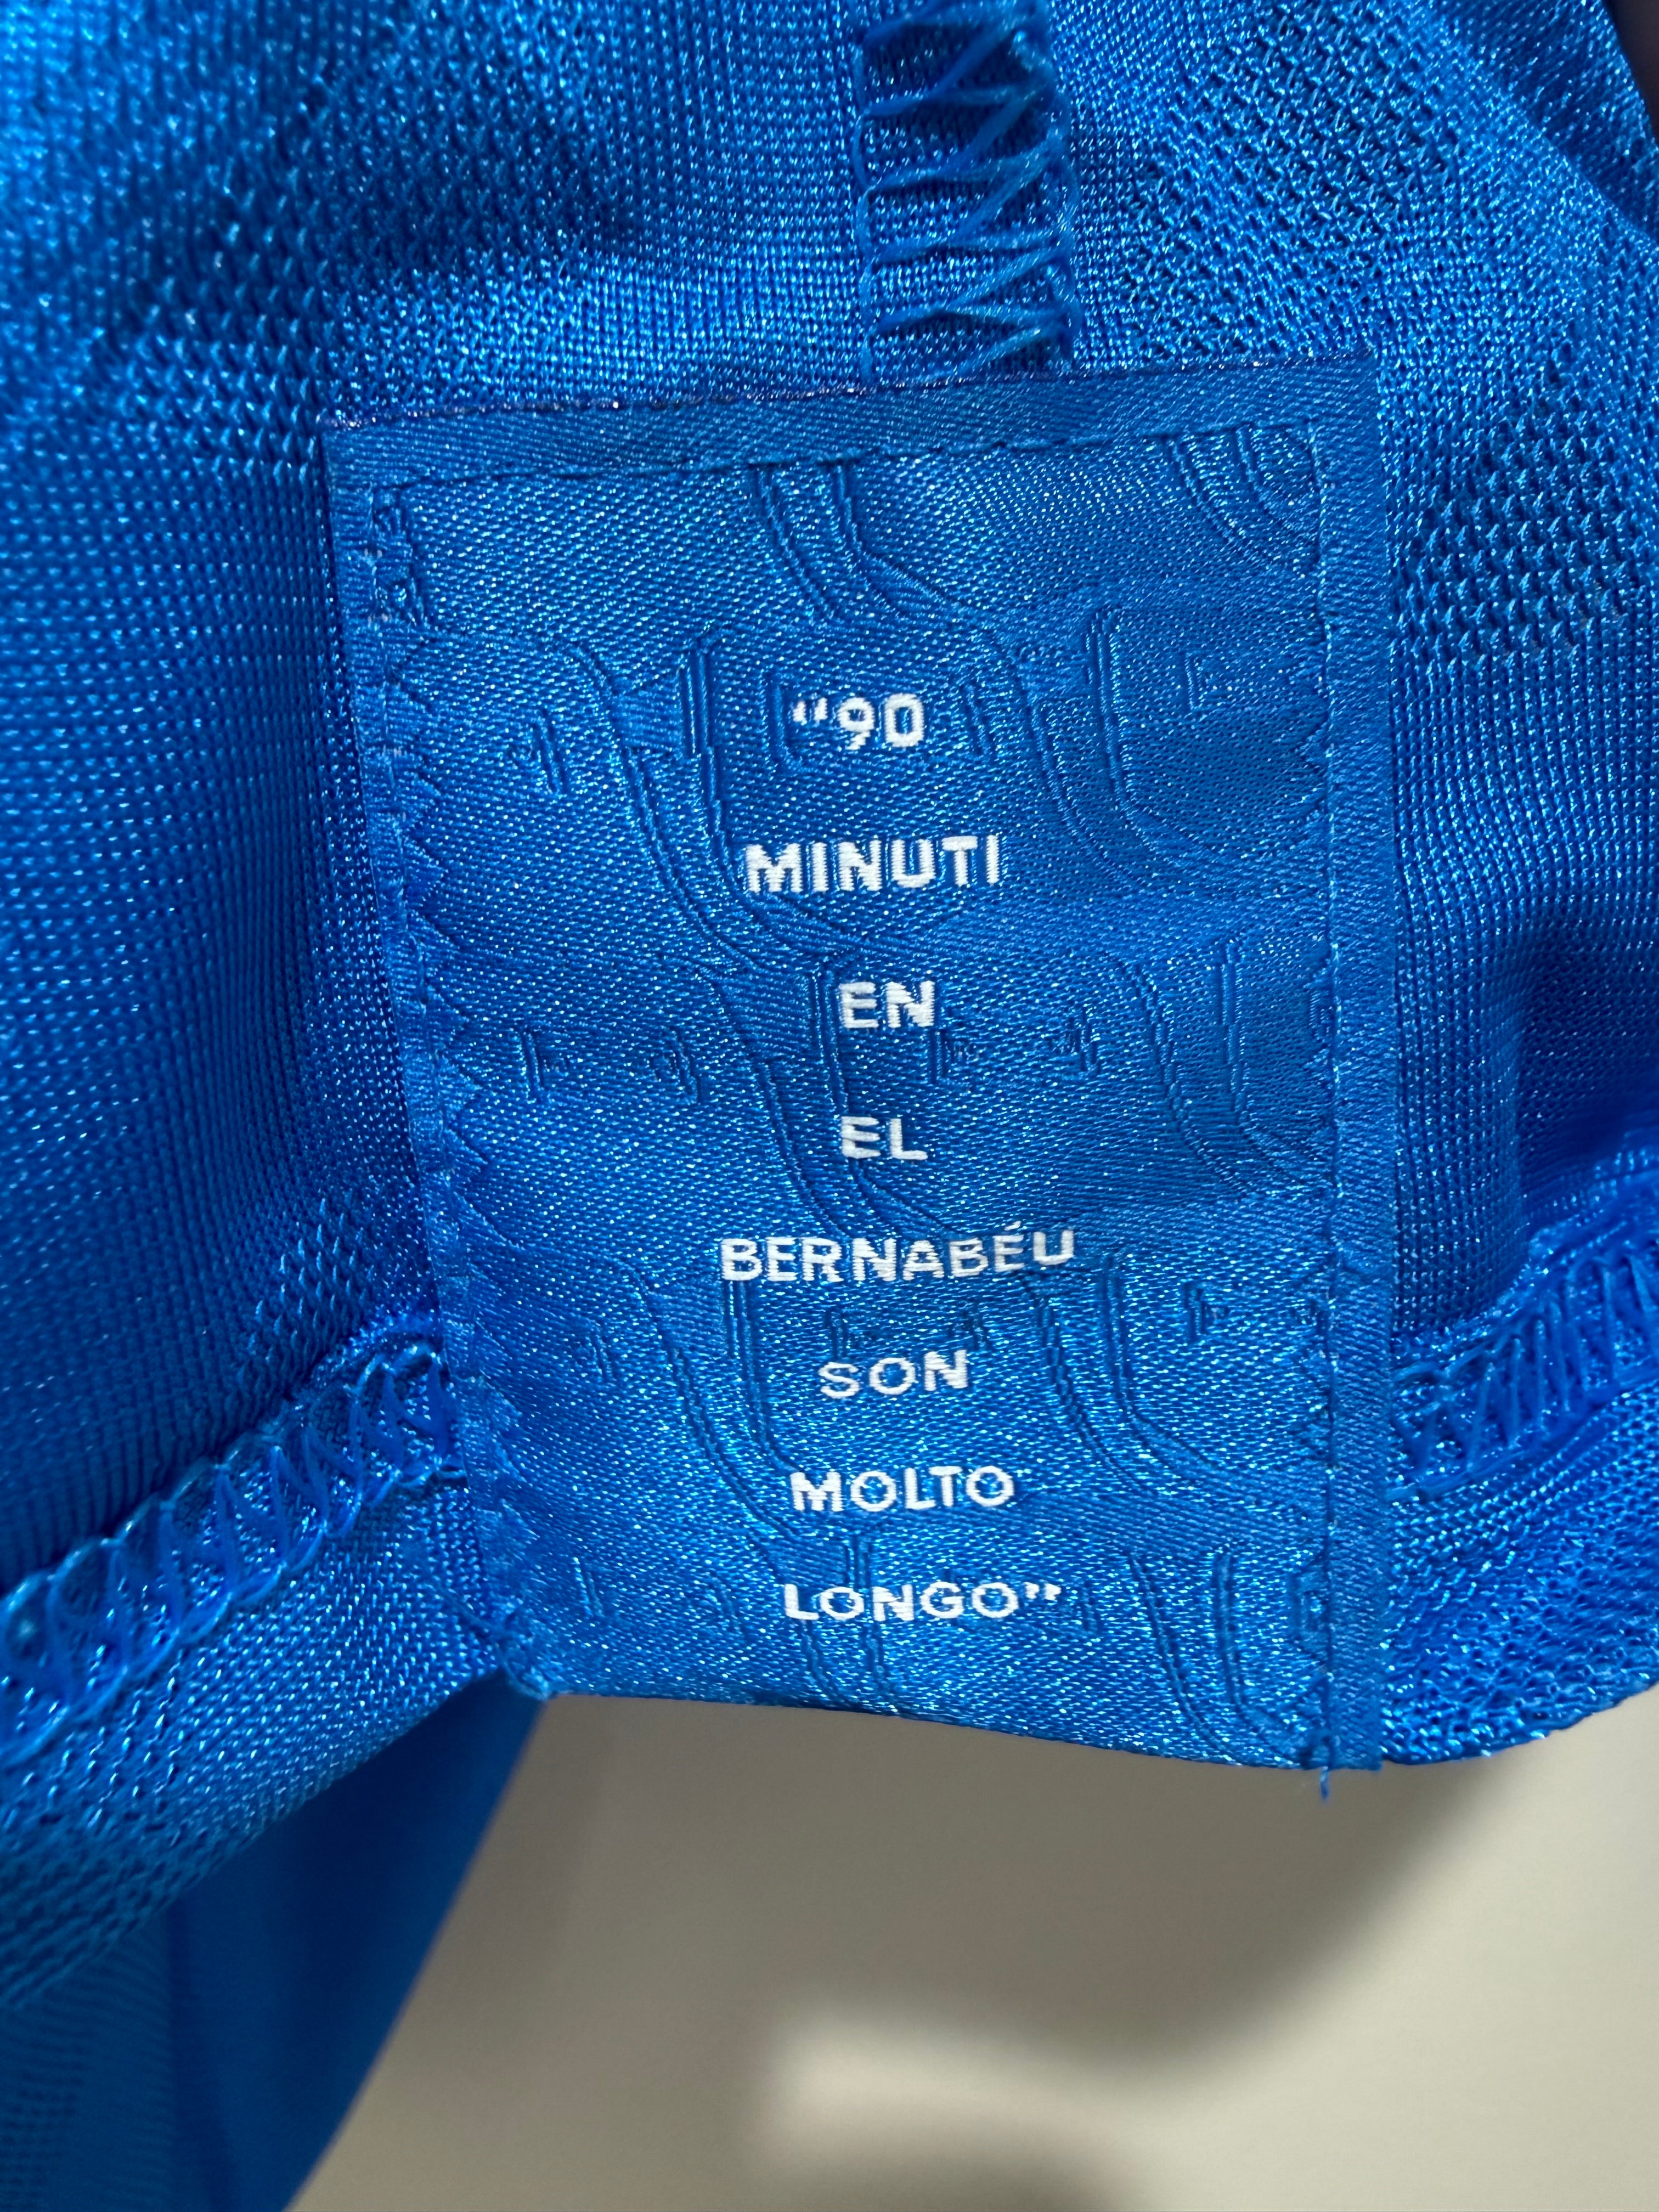 “90
MINUTI
EN
EL
BERNABÉU
SON
MOLTO
LONGO”